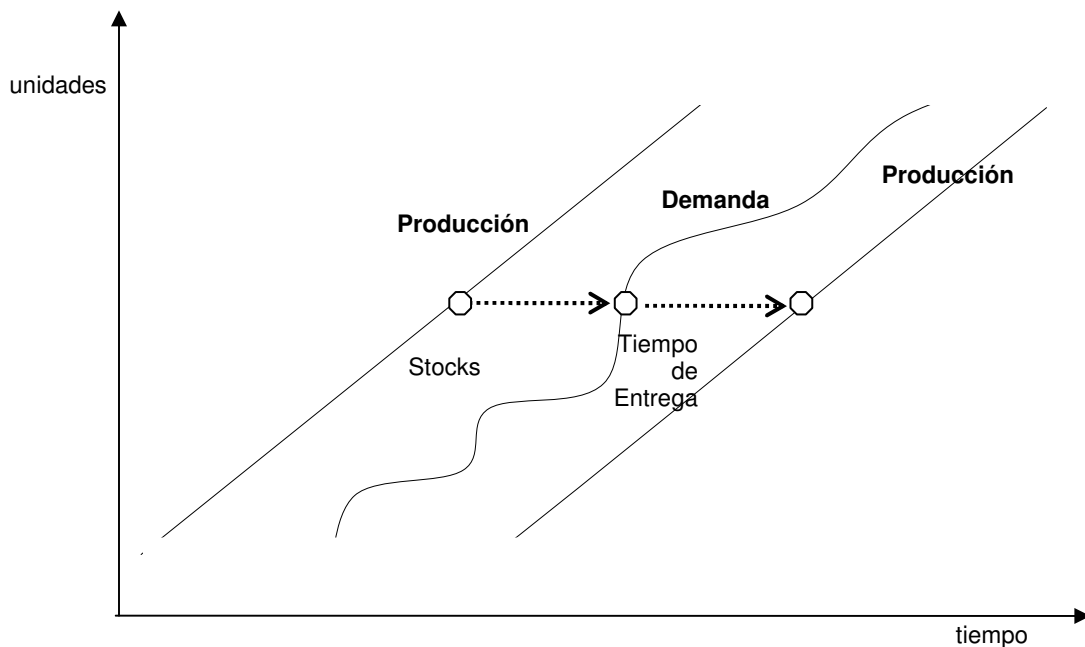 unidades
Producción
Demanda
Producción
Stocks
Tiempo
de
Entrega
tiempo